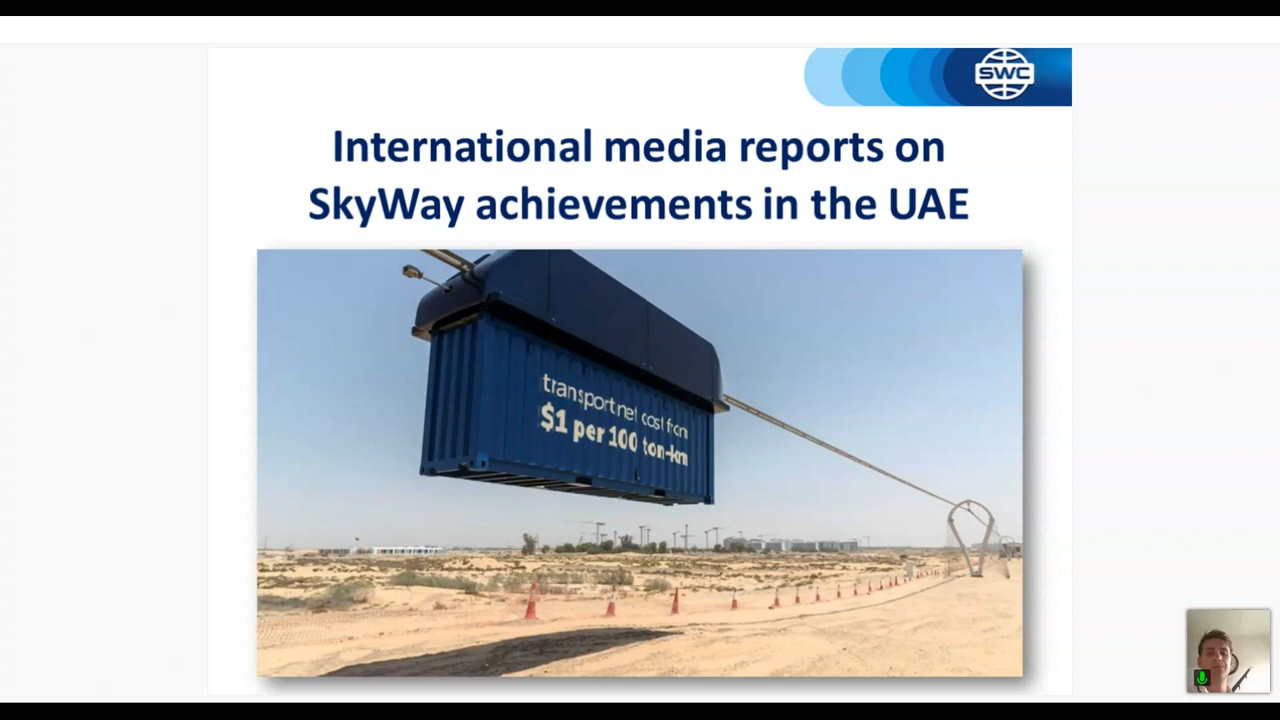 SWC
International media reports on
SkyWay achievements in the UAE
transport net cost from
$1 per 100 ton-km